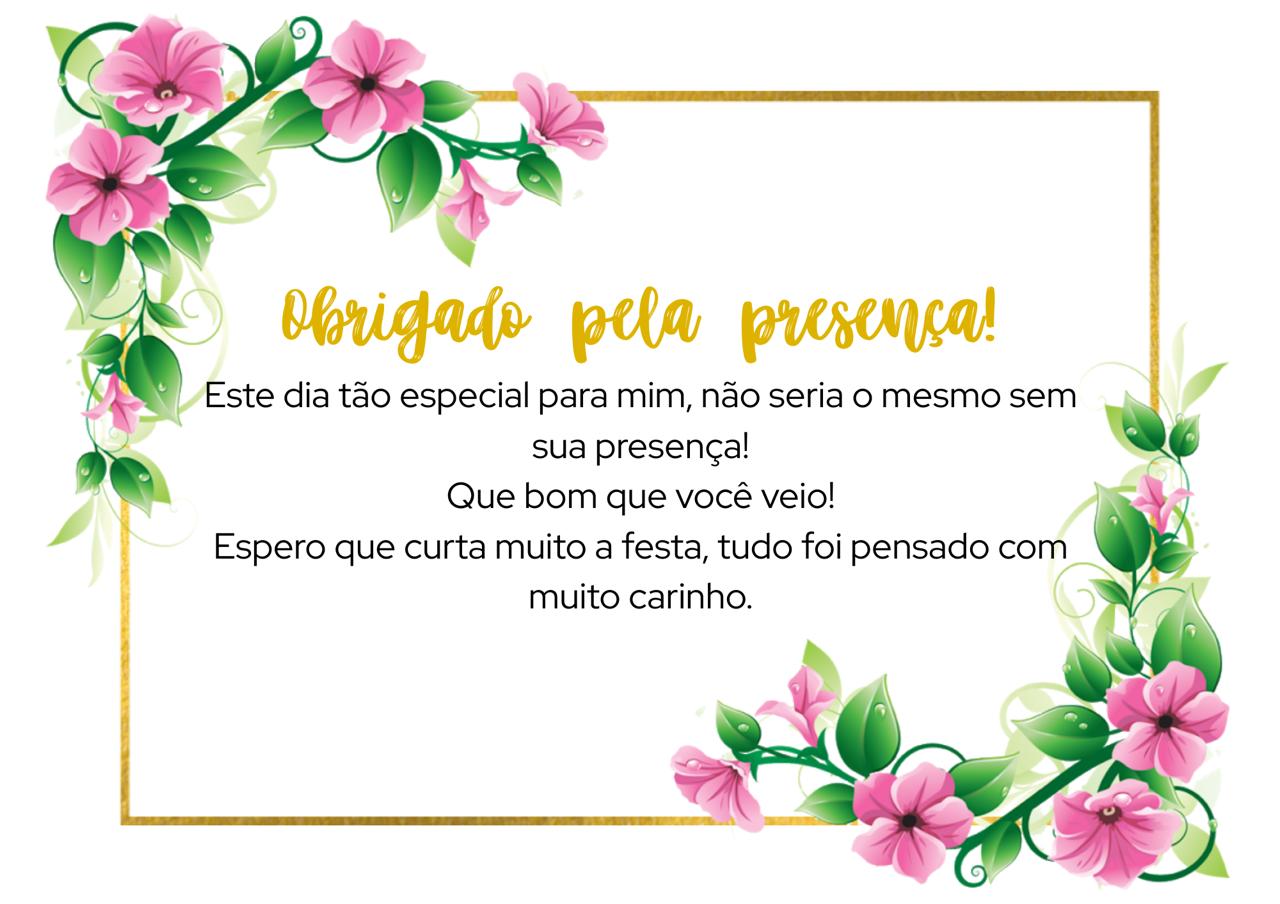 Obrigado pela presença!
Este dia tão especial para mim, não seria o mesmo sem
sua presença!
Que bom que você veio!
Espero que curta muito a festa, tudo foi pensado com
muito carinho.